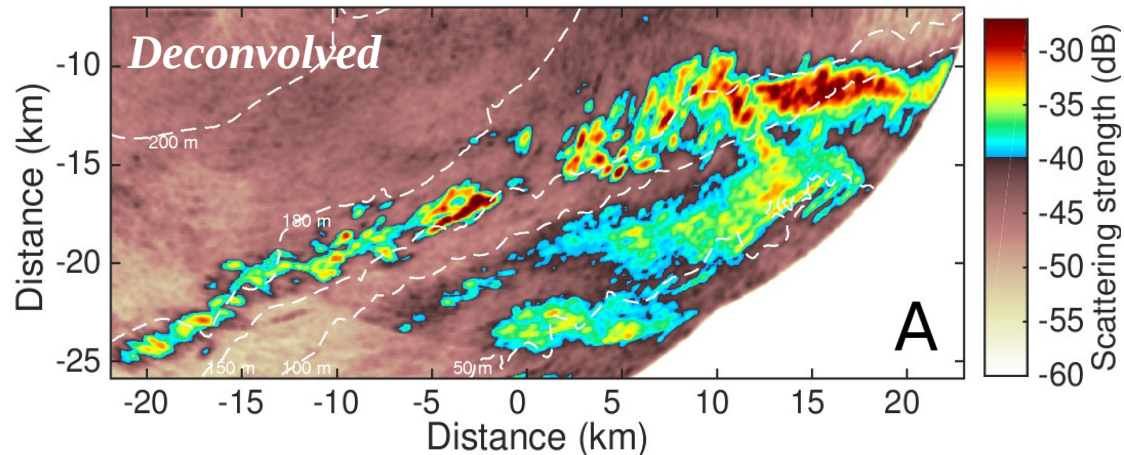 Deconvolved
Distance (km)
-10
-15
-20
-25
200 m
180 m
150 m
100 m
50 m
A
-20
-15
-10
-5
0
5
10
15
20
Distance (km)
-30
-35
-40
-45
-50
-55
-60
Scattering strength (dB)